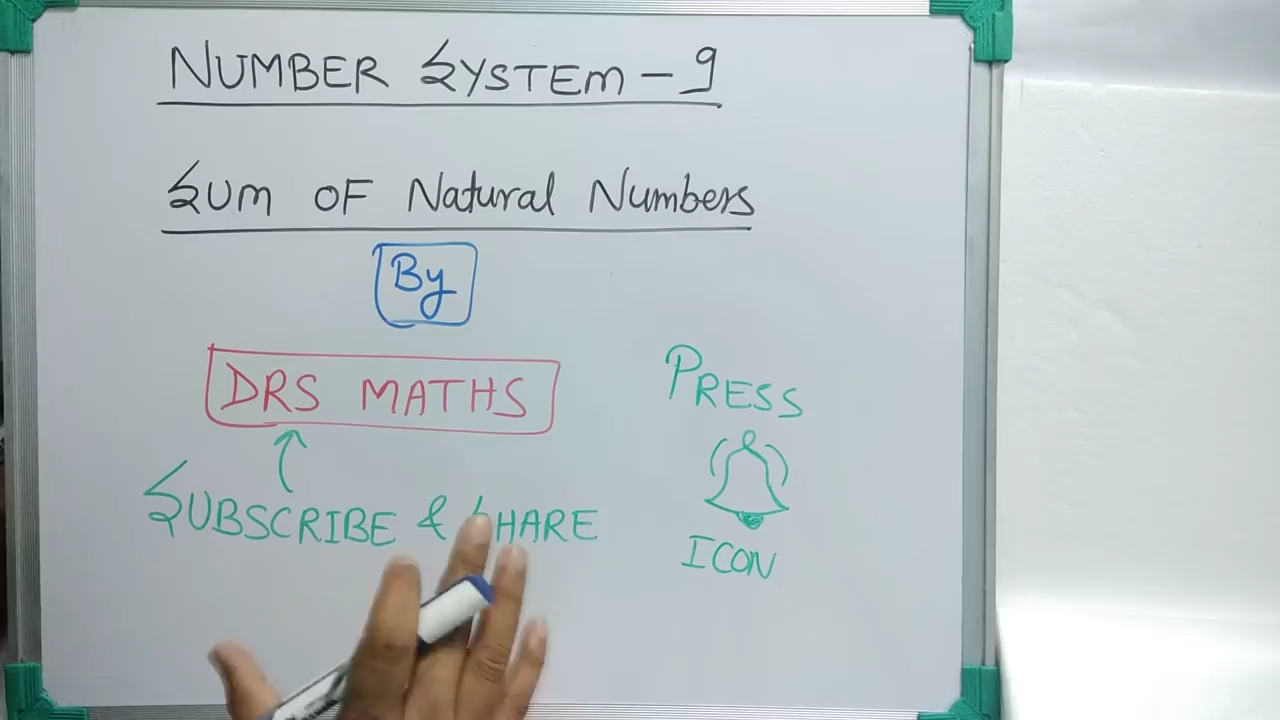 NUMBER SYSTEM - 9
SUM OF Natural Numbers
By
DRS MATHS
SUBSCRIBE & SHARE
PRESS
ICON